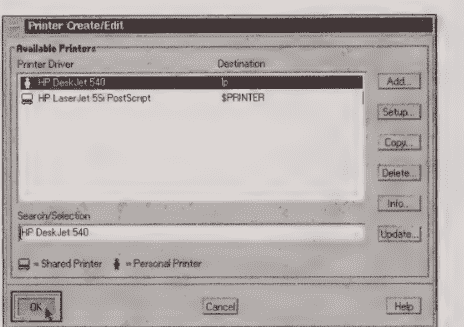 Printer Create/Edit
Available Printers
Printer Driver Destination
HP DeskJet 540 lp
HP LaserJet 5Si PostScript $PRINTER
Add...
Setup...
Copy...
Delete...
Info...
Search/Selection
HP DeskJet 540
Update...
= Shared Printer = Personal Printer
OK Cancel Help